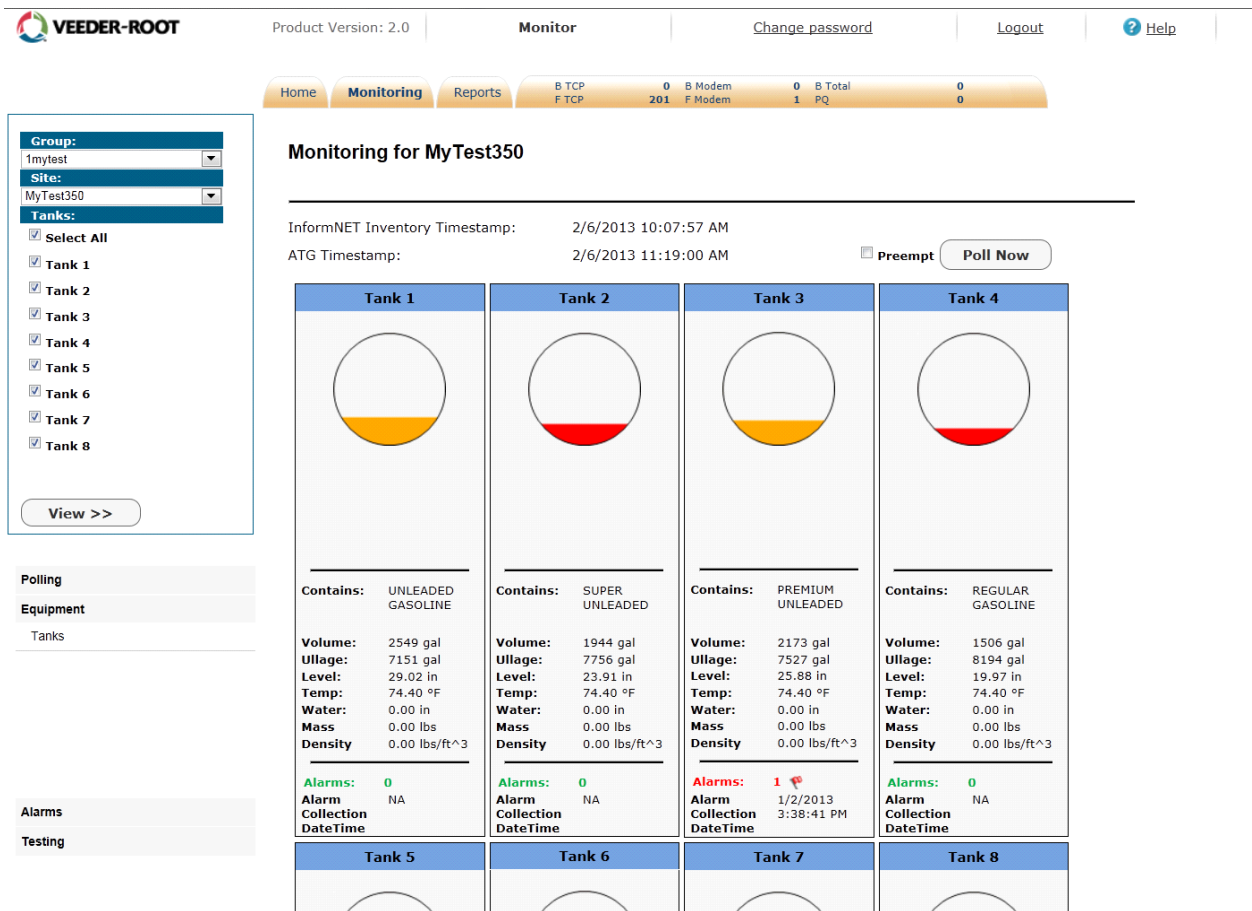 VEEDER-ROOT Product Version: 2.0 Monitor Change password Logout ? Help
Home Monitoring Reports
B TCP 0 B Modem 0 B Total 0
F TCP 201 F Modem 1 PQ 0
Group:
1mytest
Site:
MyTest350
Tanks:
Select All
Tank 1
Tank 2
Tank 3
Tank 4
Tank 5
Tank 6
Tank 7
Tank 8
View >>
Polling
Equipment
Tanks
Alarms
Testing
Monitoring for MyTest350
InformNET Inventory Timestamp: 2/6/2013 10:07:57 AM
ATG Timestamp: 2/6/2013 11:19:00 AM
Preempt Poll Now
Tank 1
Contains: UNLEADED
GASOLINE
Volume: 2549 gal
Ullage: 7151 gal
Level: 29.02 in
Temp: 74.40 ºF
Water: 0.00 in
Mass 0.00 lbs
Density 0.00 lbs/ft^3
Alarms: 0
Alarm NA
Collection
DateTime
Tank 2
Contains: SUPER
UNLEADED
Volume: 1944 gal
Ullage: 7756 gal
Level: 23.91 in
Temp: 74.40 ºF
Water: 0.00 in
Mass 0.00 lbs
Density 0.00 lbs/ft^3
Alarms: 0
Alarm NA
Collection
DateTime
Tank 3
Contains: PREMIUM
UNLEADED
Volume: 2173 gal
Ullage: 7527 gal
Level: 25.88 in
Temp: 74.40 ºF
Water: 0.00 in
Mass 0.00 lbs
Density 0.00 lbs/ft^3
Alarms: 1
Alarm 1/2/2013
Collection 3:38:41 PM
DateTime
Tank 4
Contains: REGULAR
GASOLINE
Volume: 1506 gal
Ullage: 8194 gal
Level: 19.97 in
Temp: 74.40 ºF
Water: 0.00 in
Mass 0.00 lbs
Density 0.00 lbs/ft^3
Alarms: 0
Alarm NA
Collection
DateTime
Tank 5
Tank 6
Tank 7
Tank 8